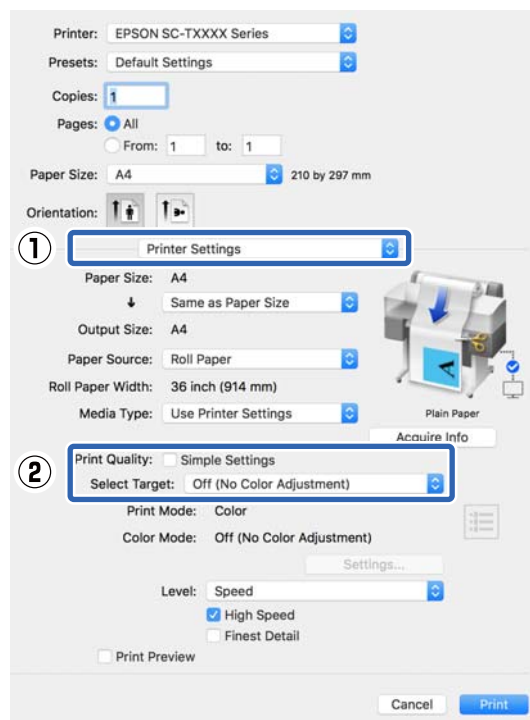 Printer: EPSON SC-TXXXX Series
Presets: Default Settings
Copies: 1
Pages: All
From: 1 to: 1
Paper Size: A4 210 by 297 mm
Orientation:
① Printer Settings
Paper Size: A4
Same as Paper Size
Output Size: A4
Paper Source: Roll Paper
Roll Paper Width: 36 inch (914 mm)
Media Type: Use Printer Settings
Plain Paper
Acquire Info
② Print Quality: Simple Settings
Select Target: Off (No Color Adjustment)
Print Mode: Color
Color Mode: Off (No Color Adjustment)
Settings...
Level: Speed
High Speed
Finest Detail
Print Preview
Cancel Print